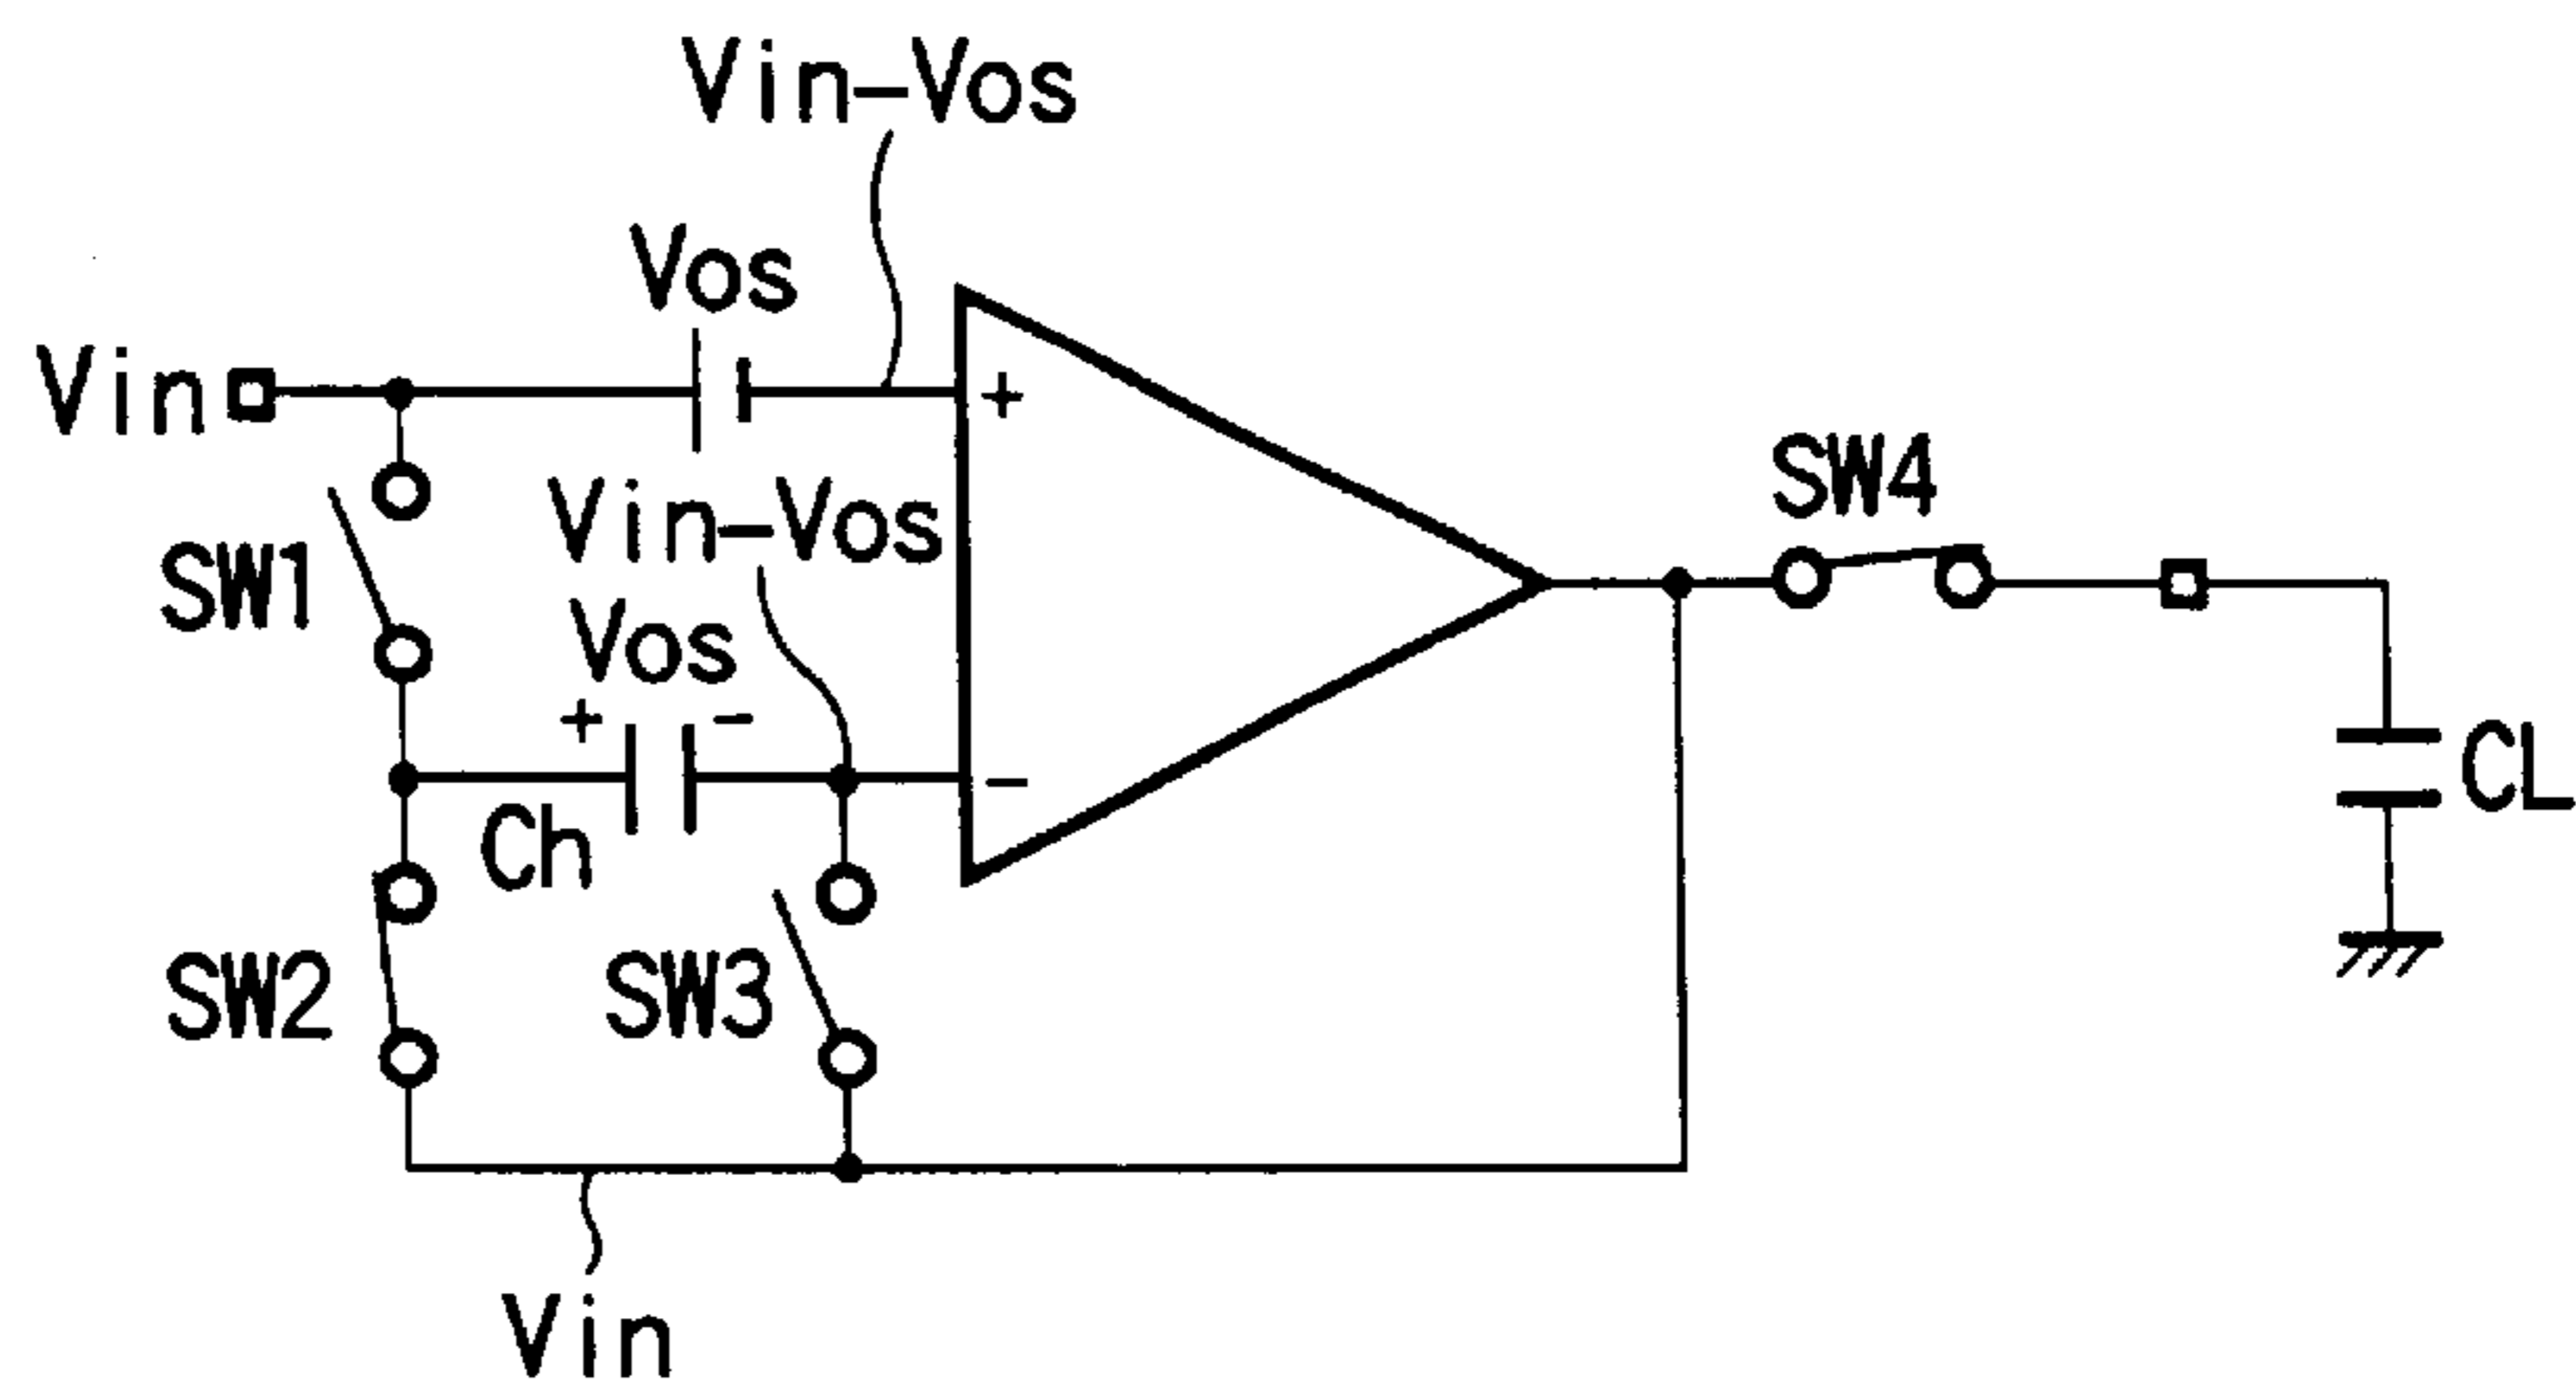 Vin-Vos
Vos
Vin
+
SW4
Vin-Vos
SW1
Vos
+ -
-
CL
Ch
SW2
SW3
Vin